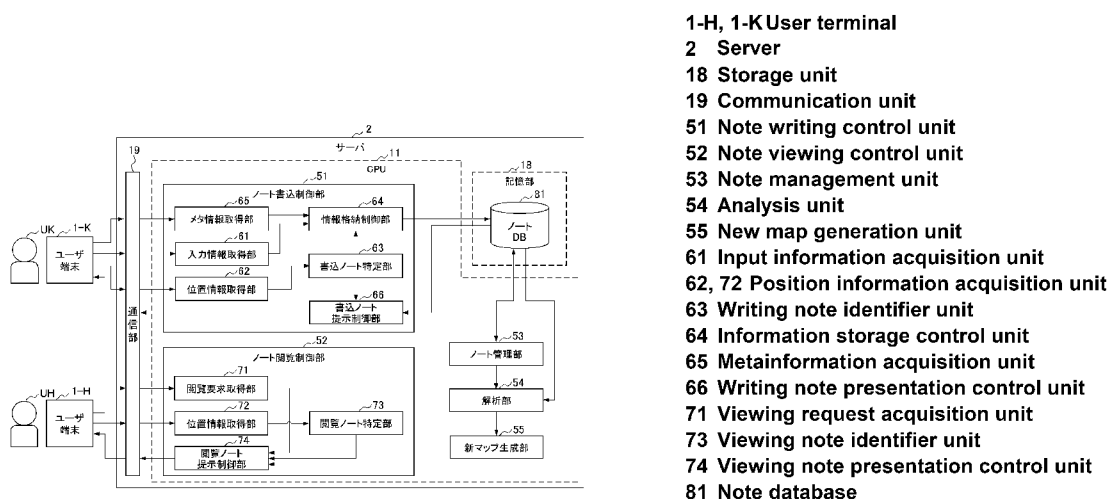 2
サーバ
11
CPU
19
18
記憶部
81
ノート
DB
51
ノート書込制御部
65
メタ情報取得部
64
情報格納制御部
61
入力情報取得部
63
書込ノート特定部
62
位置情報取得部
66
書込ノート
提示制御部
UK
1-K
ユーザ
端末
通信部
52
ノート閲覧制御部
71
閲覧要求取得部
72
位置情報取得部
73
閲覧ノート特定部
74
閲覧ノート
提示制御部
UH
1-H
ユーザ
端末
53
ノート管理部
54
解析部
55
新マップ生成部
1-H, 1-K User terminal
2 Server
18 Storage unit
19 Communication unit
51 Note writing control unit
52 Note viewing control unit
53 Note management unit
54 Analysis unit
55 New map generation unit
61 Input information acquisition unit
62, 72 Position information acquisition unit
63 Writing note identifier unit
64 Information storage control unit
65 Metainformation acquisition unit
66 Writing note presentation control unit
71 Viewing request acquisition unit
73 Viewing note identifier unit
74 Viewing note presentation control unit
81 Note database